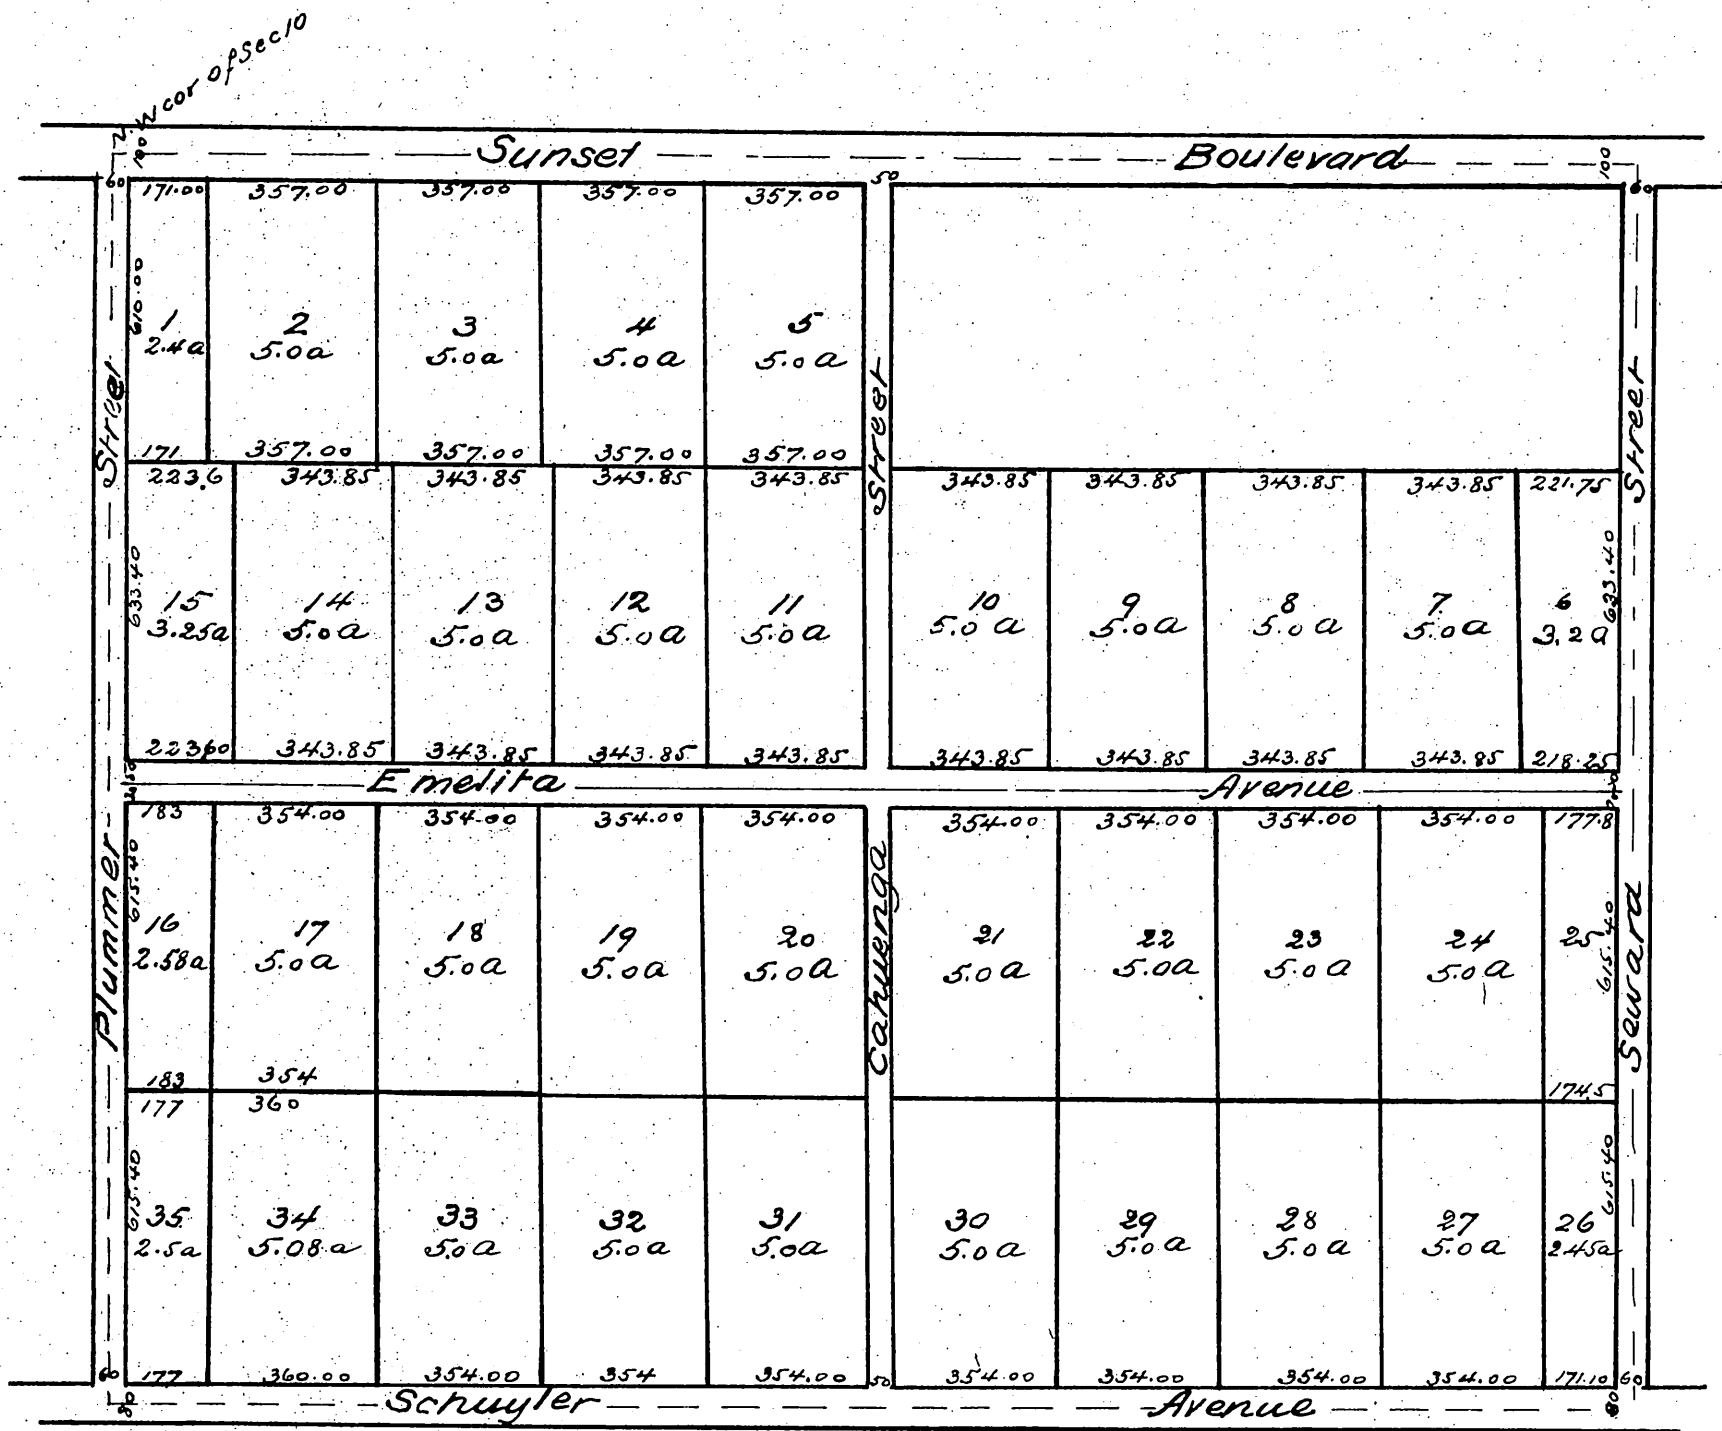 N.W cor of Sec 10
100
Sunset Boulevard
100
60 171.00 357.00 357.00 357.00 357.00 50 60
610.00
1 2 3 4 5
2.4a 5.0a 5.0a 5.0a 5.0a
Street
Street
Street
171 357.00 357.00 357.00 357.00
223.6 343.85 343.85 343.85 343.85 343.85 343.85 343.85 343.85 221.75
633.40
633.40
15 14 13 12 11 10 9 8 7 6
3.25a 5.0a 5.0a 5.0a 5.0a 5.0a 5.0a 5.0a 5.0a 3.2a
22360 343.85 343.85 343.85 343.85 343.85 343.85 343.85 343.85 218.25
Emelita Avenue
183 354.00 354.00 354.00 354.00 354.00 354.00 354.00 354.00 177.8
615.40
615.40
16 17 18 19 20 21 22 23 24 25
2.58a 5.0a 5.0a 5.0a 5.0a 5.0a 5.0a 5.0a 5.0a
Plummer
Cahuenga
Seward
183 354 174.5
177 360
615.40
615.40
35 34 33 32 31 30 29 28 27 26
2.5a 5.08a 5.0a 5.0a 5.0a 5.0a 5.0a 5.0a 5.0a 2.45a
60 177 360.00 354.00 354 354.00 50 354.00 354.00 354.00 354.00 171.10 60
80
Schuyler Avenue
80